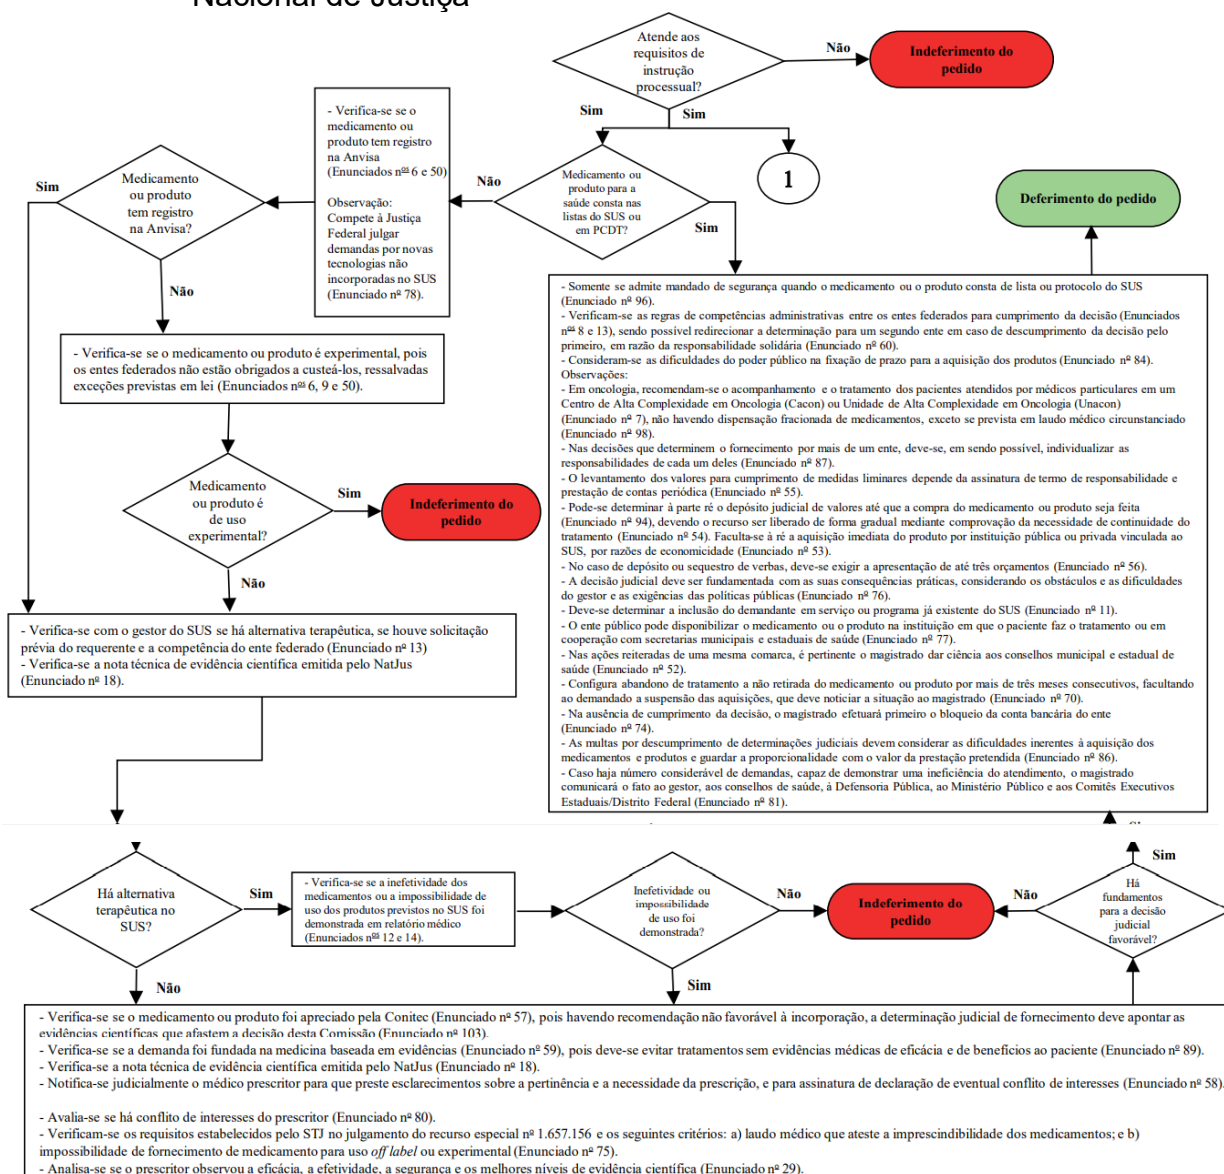 Nacional de Justiça
Atende aos
requisitos de
instrução
processual?
Não
Indeferimento do
pedido
Sim
Sim
1
- Verifica-se se o
medicamento ou
produto tem registro
na Anvisa
(Enunciados nºs 6 e 50)
Observação:
Compete à Justiça
Federal julgar
demandas por novas
tecnologias não
incorporadas no SUS
(Enunciado nº 78).
Medicamento ou
produto para a
saúde consta nas
listas do SUS ou
em PCDT?
Não
Sim
Medicamento
ou produto
tem registro
na Anvisa?
Sim
Não
Deferimento do pedido
- Verifica-se se o medicamento ou produto é experimental, pois
os entes federados não estão obrigados a custeá-los, ressalvadas
exceções previstas em lei (Enunciados nºs 6, 9 e 50).
Medicamento
ou produto é
de uso
experimental?
Sim
Indeferimento do
pedido
Não
- Verifica-se com o gestor do SUS se há alternativa terapêutica, se houve solicitação
prévia do requerente e a competência do ente federado (Enunciado nº 13)
- Verifica-se a nota técnica de evidência científica emitida pelo NatJus
(Enunciado nº 18).
- Somente se admite mandado de segurança quando o medicamento ou o produto consta de lista ou protocolo do SUS
(Enunciado nº 96).
- Verificam-se as regras de competências administrativas entre os entes federados para cumprimento da decisão (Enunciados
nºs 8 e 13), sendo possível redirecionar a determinação para um segundo ente em caso de descumprimento da decisão pelo
primeiro, em razão da responsabilidade solidária (Enunciado nº 60).
- Consideram-se as dificuldades do poder público na fixação de prazo para a aquisição dos produtos (Enunciado nº 84).
Observações:
- Em oncologia, recomendam-se o acompanhamento e o tratamento dos pacientes atendidos por médicos particulares em um
Centro de Alta Complexidade em Oncologia (Cacon) ou Unidade de Alta Complexidade em Oncologia (Unacon)
(Enunciado nº 7), não havendo dispensação fracionada de medicamentos, exceto se prevista em laudo médico circunstanciado
(Enunciado nº 98).
- Nas decisões que determinem o fornecimento por mais de um ente, deve-se, em sendo possível, individualizar as
responsabilidades de cada um deles (Enunciado nº 87).
- O levantamento dos valores para cumprimento de medidas liminares depende da assinatura de termo de responsabilidade e
prestação de contas periódica (Enunciado nº 55).
- Pode-se determinar à parte ré o depósito judicial de valores até que a compra do medicamento ou produto seja feita
(Enunciado nº 94), devendo o recurso ser liberado de forma gradual mediante comprovação da necessidade de continuidade do
tratamento (Enunciado nº 54). Faculta-se à ré a aquisição imediata do produto por instituição pública ou privada vinculada ao
SUS, por razões de economicidade (Enunciado nº 53).
- No caso de depósito ou sequestro de verbas, deve-se exigir a apresentação de até três orçamentos (Enunciado nº 56).
- A decisão judicial deve ser fundamentada com as suas consequências práticas, considerando os obstáculos e as dificuldades
do gestor e as exigências das políticas públicas (Enunciado nº 76).
- Deve-se determinar a inclusão do demandante em serviço ou programa já existente do SUS (Enunciado nº 11).
- O ente público pode disponibilizar o medicamento ou o produto na instituição em que o paciente faz o tratamento ou em
cooperação com secretarias municipais e estaduais de saúde (Enunciado nº 77).
- Nas ações reiteradas de uma mesma comarca, é pertinente o magistrado dar ciência aos conselhos municipal e estadual de
saúde (Enunciado nº 52).
- Configura abandono de tratamento a não retirada do medicamento ou produto por mais de três meses consecutivos, facultando
ao demandado a suspensão das aquisições, que deve noticiar a situação ao magistrado (Enunciado nº 70).
- Na ausência de cumprimento da decisão, o magistrado efetuará primeiro o bloqueio da conta bancária do ente
(Enunciado nº 74).
- As multas por descumprimento de determinações judiciais devem considerar as dificuldades inerentes à aquisição dos
medicamentos e produtos e guardar a proporcionalidade com o valor da prestação pretendida (Enunciado nº 86).
- Caso haja número considerável de demandas, capaz de demonstrar uma ineficiência do atendimento, o magistrado
comunicará o fato ao gestor, aos conselhos de saúde, à Defensoria Pública, ao Ministério Público e aos Comitês Executivos
Estaduais/Distrito Federal (Enunciado nº 81).
Há alternativa
terapêutica no
SUS?
Sim
Não
- Verifica-se se a inefetividade dos
medicamentos ou a impossibilidade de
uso dos produtos previstos no SUS foi
demonstrada em relatório médico
(Enunciados nºs 12 e 14).
Inefetividade ou
impossibilidade
de uso foi
demonstrada?
Não
Sim
Indeferimento do
pedido
Não
Há
fundamentos
para a decisão
judicial
favorável?
Sim
- Verifica-se se o medicamento ou produto foi apreciado pela Conitec (Enunciado nº 57), pois havendo recomendação não favorável à incorporação, a determinação judicial de fornecimento deve apontar as
evidências científicas que afastem a decisão desta Comissão (Enunciado nº 103).
- Verifica-se se a demanda foi fundada na medicina baseada em evidências (Enunciado nº 59), pois deve-se evitar tratamentos sem evidências médicas de eficácia e de benefícios ao paciente (Enunciado nº 89).
- Verifica-se a nota técnica de evidência científica emitida pelo NatJus (Enunciado nº 18).
- Notifica-se judicialmente o médico prescritor para que preste esclarecimentos sobre a pertinência e a necessidade da prescrição, e para assinatura de declaração de eventual conflito de interesses (Enunciado nº 58).
- Avalia-se se há conflito de interesses do prescritor (Enunciado nº 80).
- Verificam-se os requisitos estabelecidos pelo STJ no julgamento do recurso especial nº 1.657.156 e os seguintes critérios: a) laudo médico que ateste a imprescindibilidade dos medicamentos; e b)
impossibilidade de fornecimento de medicamento para uso off label ou experimental (Enunciado nº 75).
- Analisa-se se o prescritor observou a eficácia, a efetividade, a segurança e os melhores níveis de evidência científica (Enunciado nº 29).